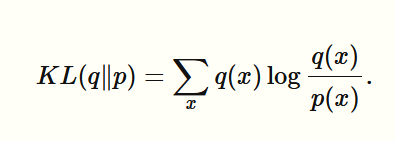 KL(q‖p) = ∑_x q(x) log q(x)/p(x).